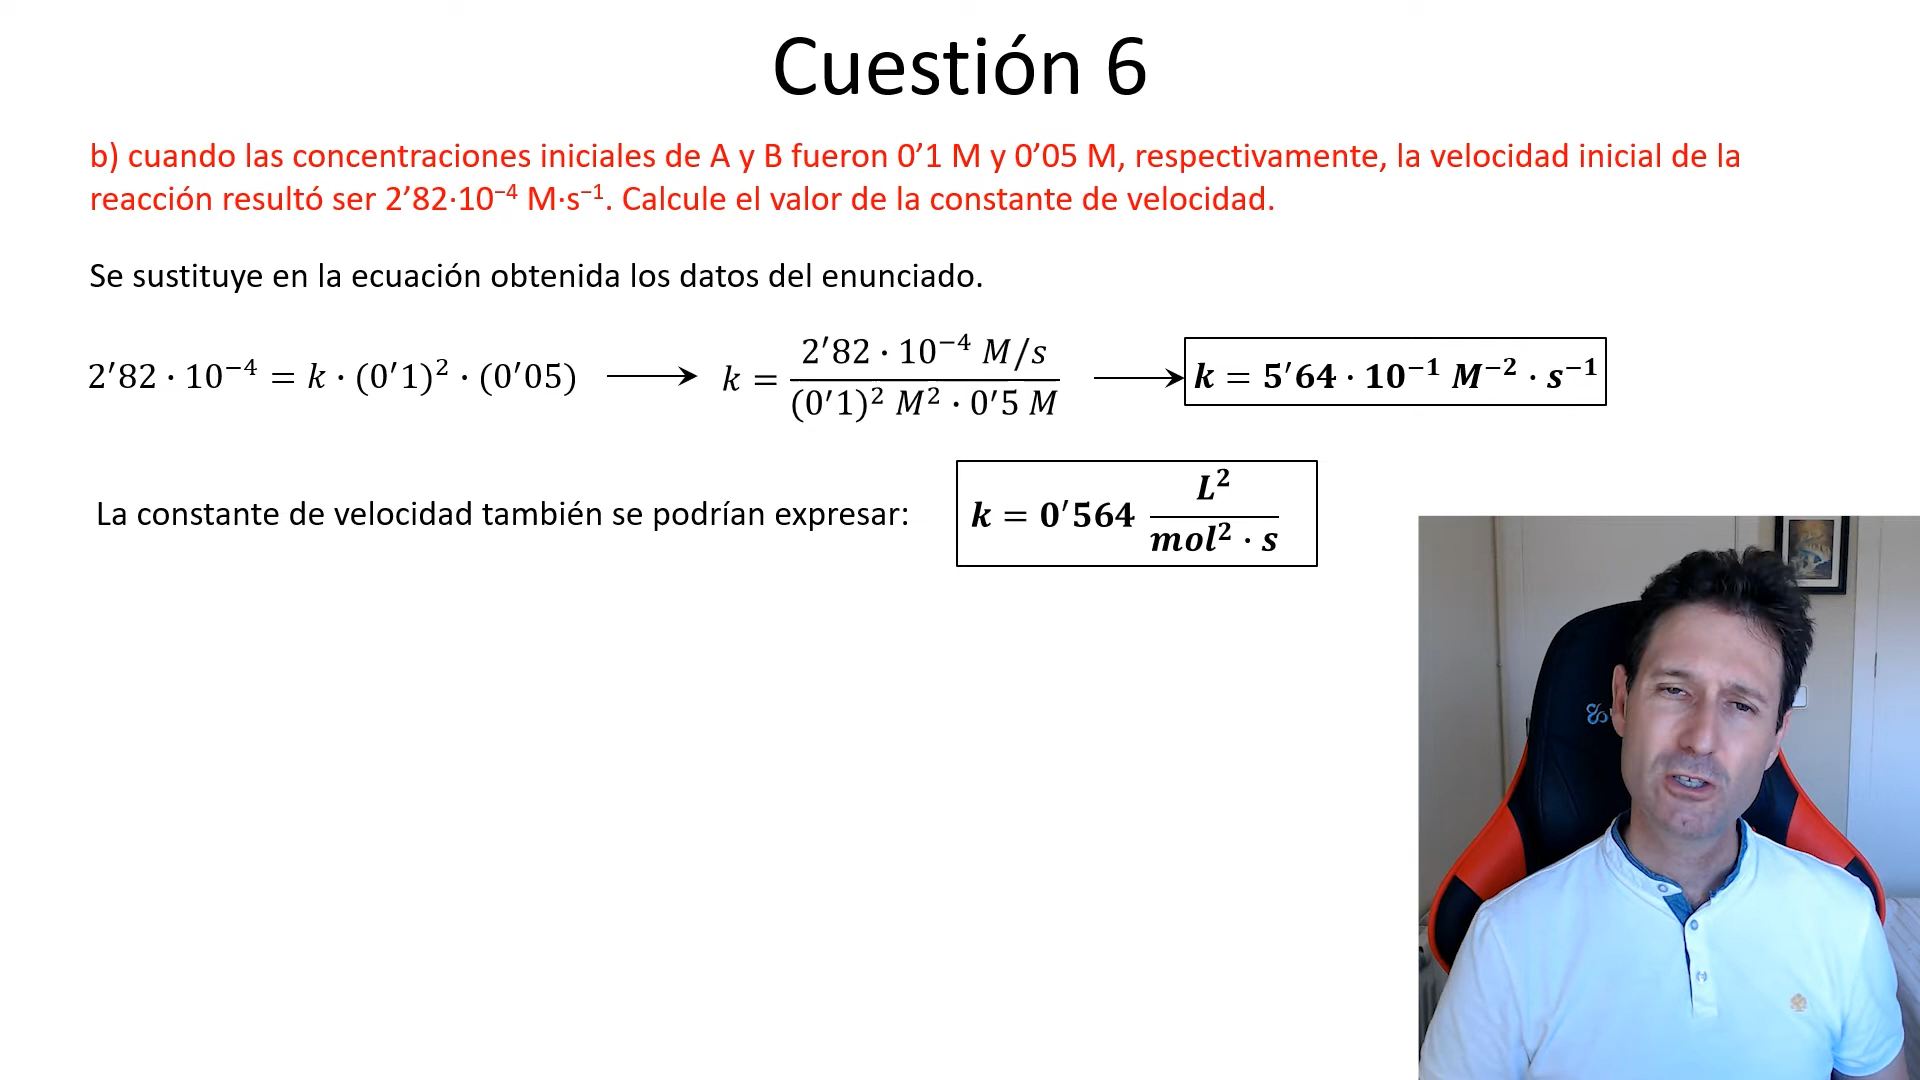 Cuestión 6
b) cuando las concentraciones iniciales de A y B fueron 0’1 M y 0’05 M, respectivamente, la velocidad inicial de la
reacción resultó ser 2’82·10⁻⁴ M·s⁻¹. Calcule el valor de la constante de velocidad.
Se sustituye en la ecuación obtenida los datos del enunciado.
2′82 · 10⁻⁴ = k · (0′1)² · (0′05) ⟶ k = (2′82 · 10⁻⁴ M/s) / ((0′1)² M² · 0′5 M) ⟶ k = 5′64 · 10⁻¹ M⁻² · s⁻¹
La constante de velocidad también se podrían expresar: k = 0′564 L² / (mol² · s)